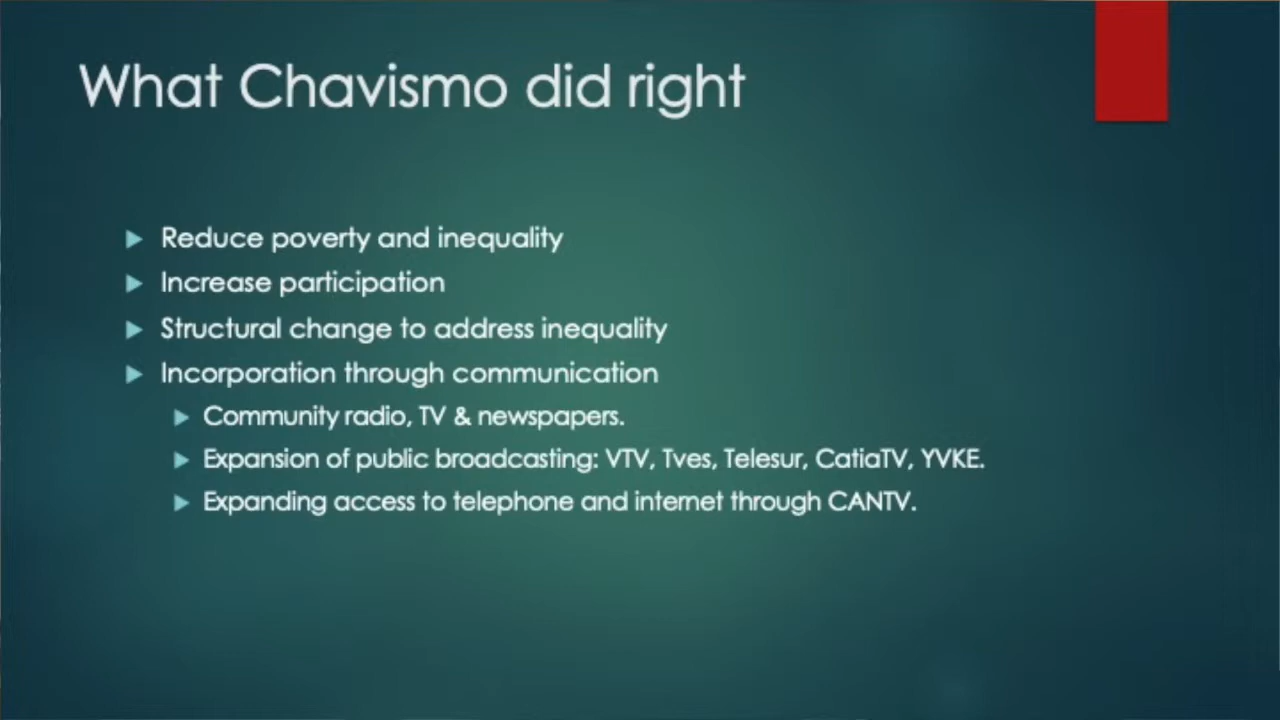 What Chavismo did right
Reduce poverty and inequality
Increase participation
Structural change to address inequality
Incorporation through communication
Community radio, TV & newspapers.
Expansion of public broadcasting: VTV, Tves, Telesur, CatiaTV, YVKE.
Expanding access to telephone and internet through CANTV.